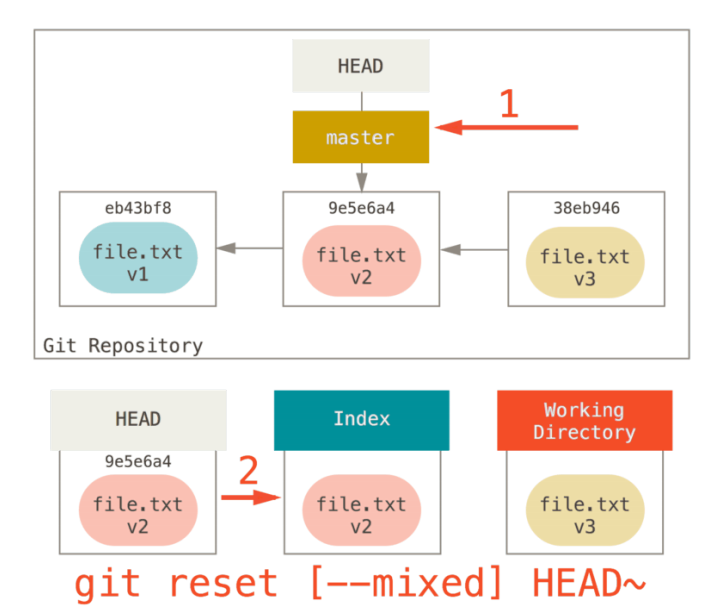 HEAD
1
master
eb43bf8
9e5e6a4
38eb946
file.txt
v1
file.txt
v2
file.txt
v3
Git Repository
HEAD
Index
Working
Directory
9e5e6a4
2
file.txt
v2
file.txt
v2
file.txt
v3
git reset [--mixed] HEAD~